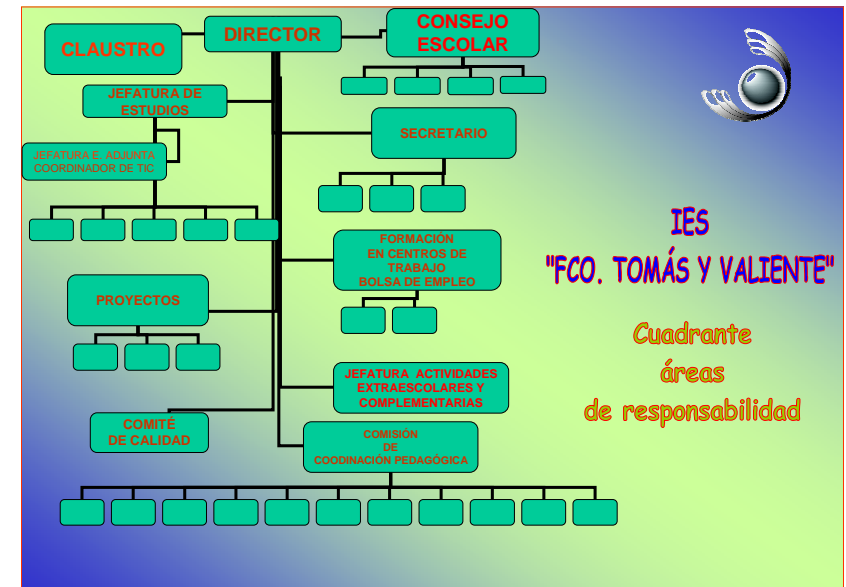 CLAUSTRO
DIRECTOR
CONSEJO
ESCOLAR
JEFATURA DE
ESTUDIOS
SECRETARIO
JEFATURA E. ADJUNTA
COORDINADOR DE TIC
FORMACIÓN
EN CENTROS DE
TRABAJO
BOLSA DE EMPLEO
PROYECTOS
JEFATURA ACTIVIDADES
EXTRAESCOLARES Y
COMPLEMENTARIAS
COMITÉ
DE CALIDAD
COMISIÓN
DE
COODINACIÓN PEDAGÓGICA
IES
"FCO. TOMÁS Y VALIENTE"
Cuadrante
áreas
de responsabilidad